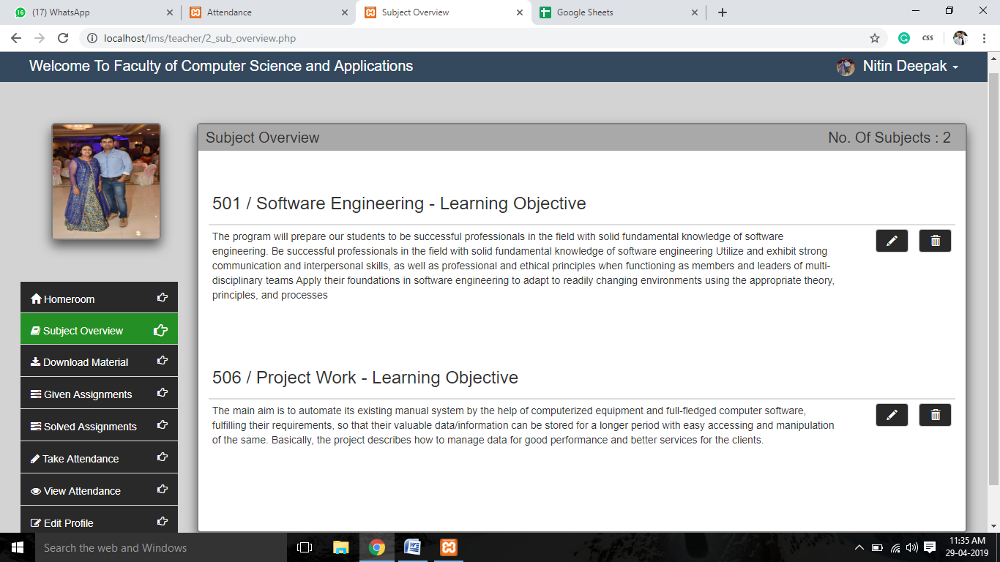 (17) WhatsApp
Attendance
Subject Overview
Google Sheets
localhost/lms/teacher/2_sub_overview.php
css
Welcome To Faculty of Computer Science and Applications
Nitin Deepak
Subject Overview
No. Of Subjects : 2
501 / Software Engineering - Learning Objective
The program will prepare our students to be successful professionals in the field with solid fundamental knowledge of software
engineering. Be successful professionals in the field with solid fundamental knowledge of software engineering Utilize and exhibit strong
communication and interpersonal skills, as well as professional and ethical principles when functioning as members and leaders of multi-
disciplinary teams Apply their foundations in software engineering to adapt to readily changing environments using the appropriate theory,
principles, and processes
506 / Project Work - Learning Objective
The main aim is to automate its existing manual system by the help of computerized equipment and full-fledged computer software,
fulfilling their requirements, so that their valuable data/information can be stored for a longer period with easy accessing and manipulation
of the same. Basically, the project describes how to manage data for good performance and better services for the clients.
Homeroom
Subject Overview
Download Material
Given Assignments
Solved Assignments
Take Attendance
View Attendance
Edit Profile
Search the web and Windows
11:35 AM
29-04-2019